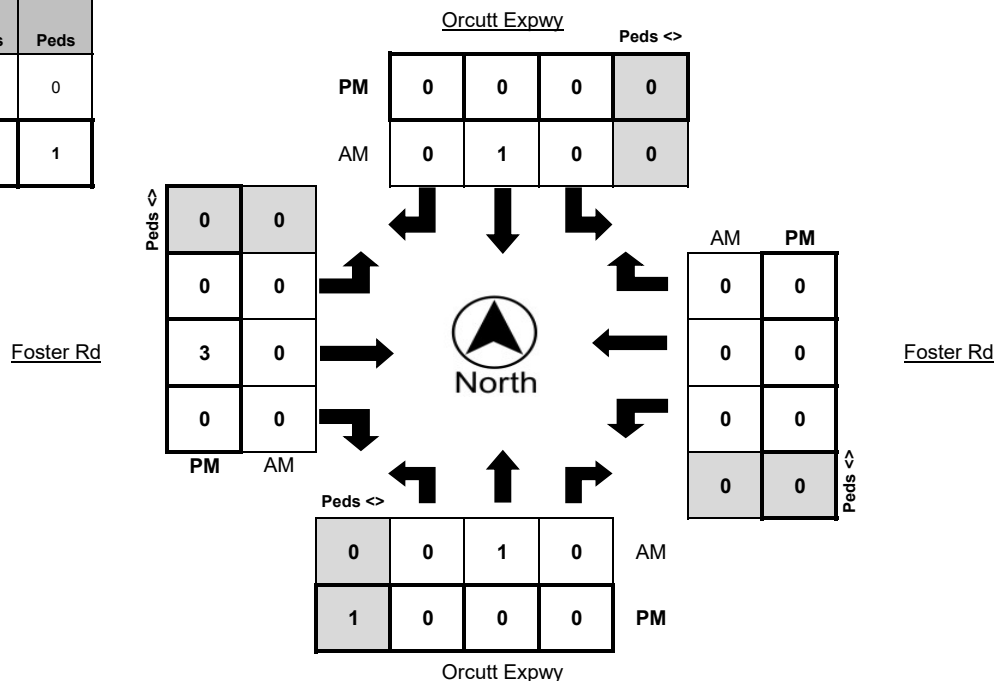 Orcutt Expwy
s Peds
Peds <>
0
PM 0 0 0 0
1
AM 0 1 0 0
Peds <>
0 0
AM PM
0 0
0 0
Foster Rd
3 0
North
0 0
Foster Rd
0 0
0 0
PM AM
0 0
Peds <>
Peds <>
0 0 1 0 AM
1 0 0 0 PM
Orcutt Expwy